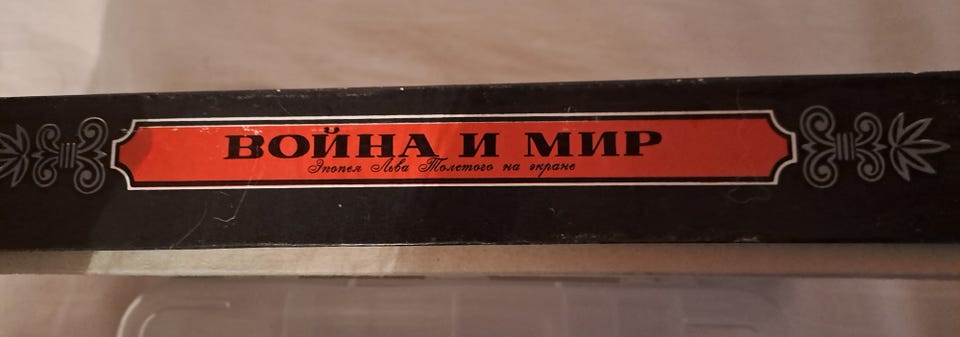 ВОЙНА И МИР
Эпопея Льва Толстого на экране